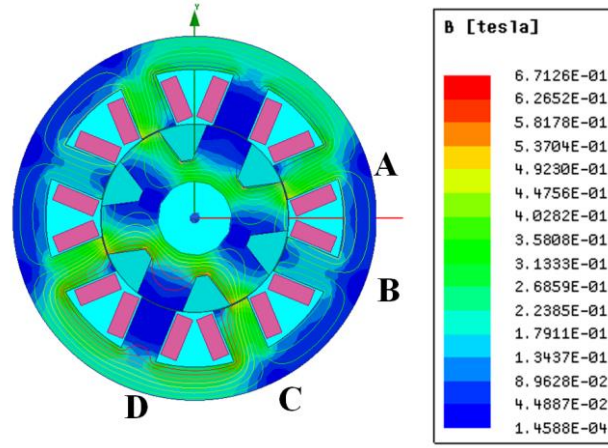 Y
A
B
C
D
B [tesla]
6.7126E-01
6.2652E-01
5.8178E-01
5.3704E-01
4.9230E-01
4.4756E-01
4.0282E-01
3.5808E-01
3.1333E-01
2.6859E-01
2.2385E-01
1.7911E-01
1.3437E-01
8.9628E-02
4.4887E-02
1.4588E-04